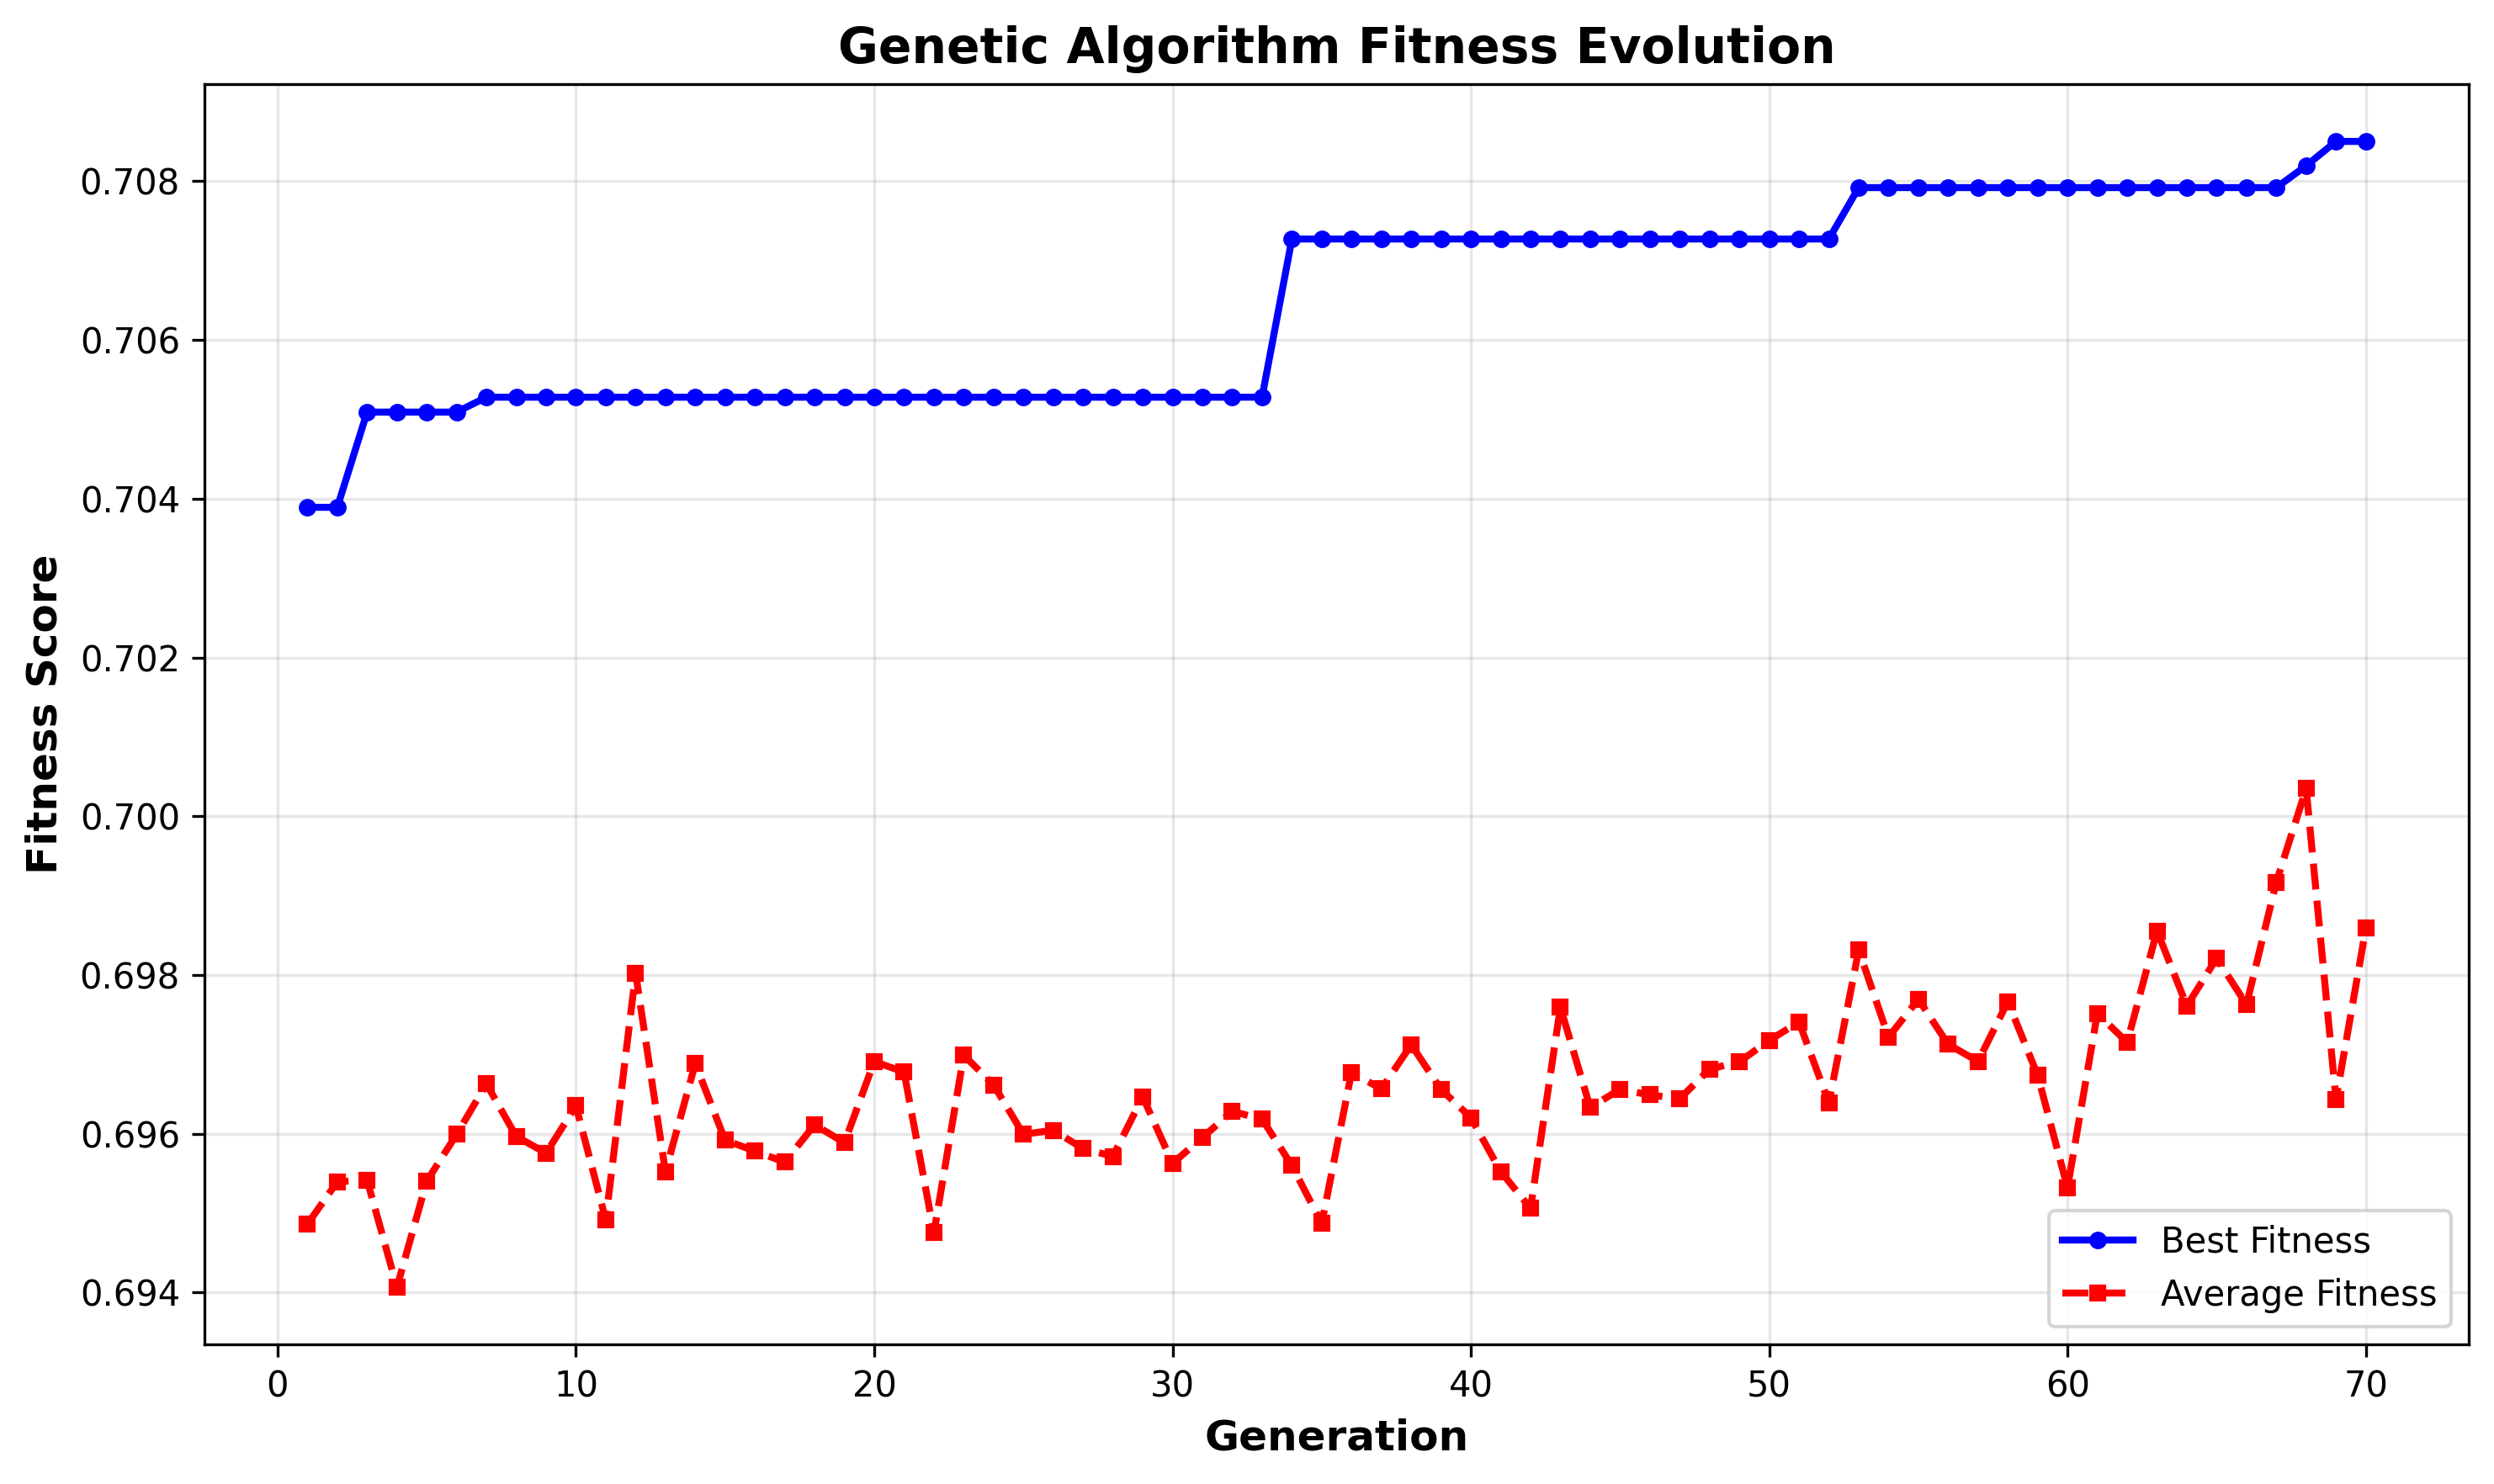 Genetic Algorithm Fitness Evolution
Fitness Score
0.708
0.706
0.704
0.702
0.700
0.698
0.696
0.694
Best Fitness
Average Fitness
0 10 20 30 40 50 60 70
Generation